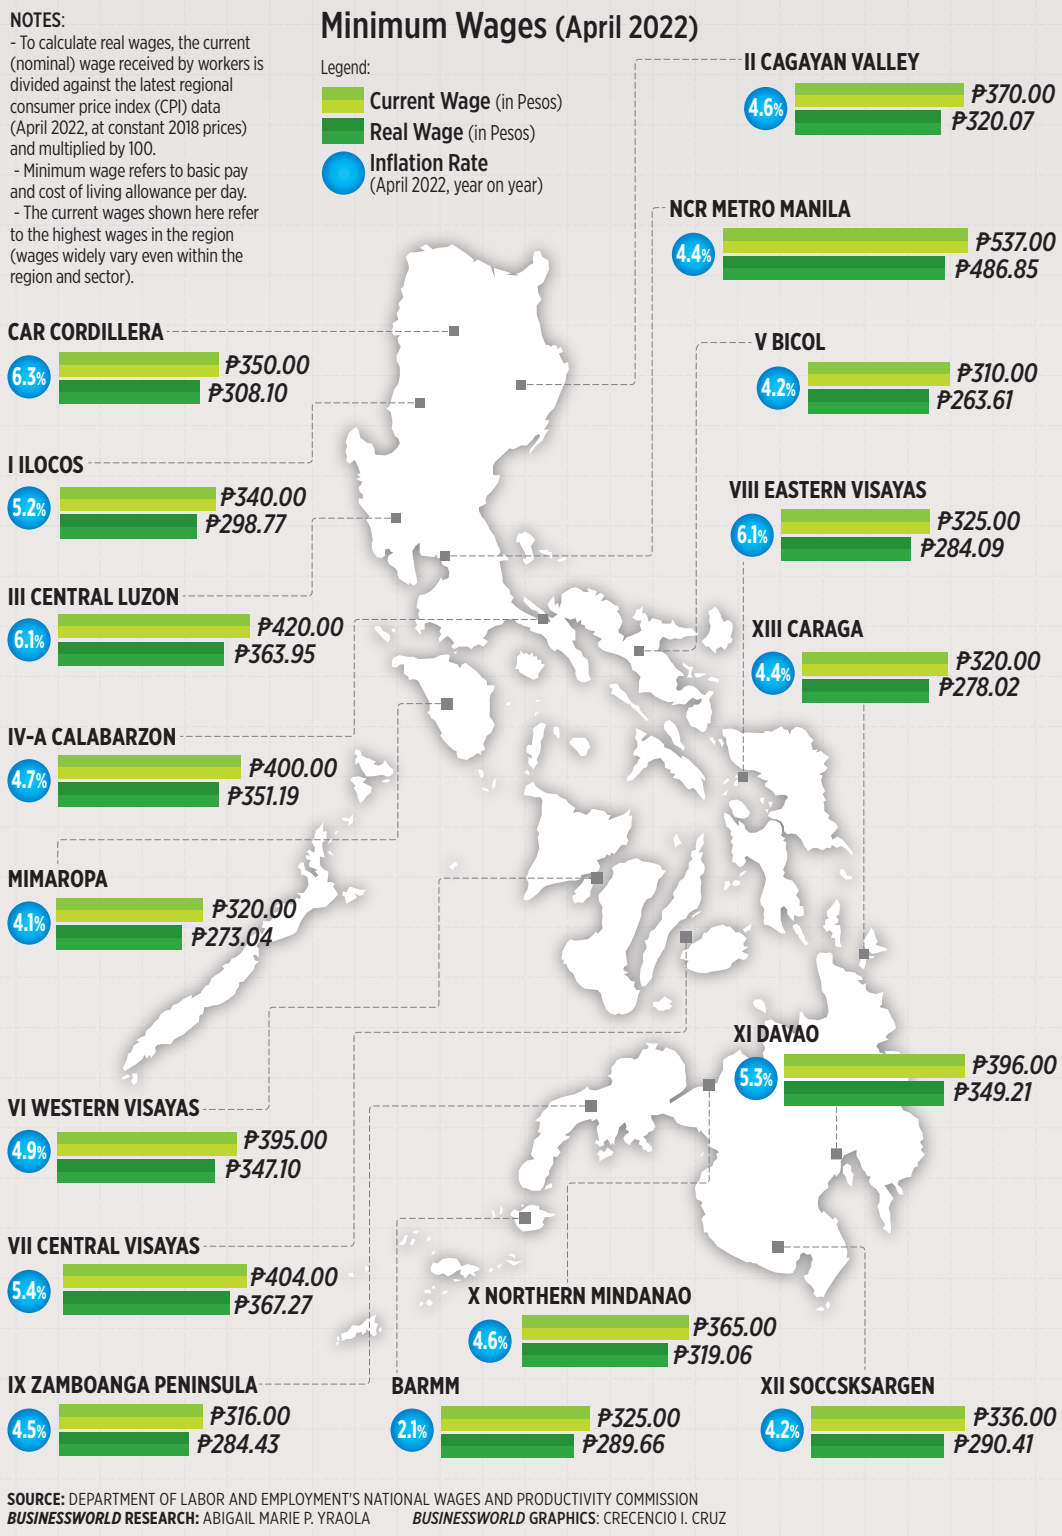 NOTES:
- To calculate real wages, the current
(nominal) wage received by workers is
divided against the latest regional
consumer price index (CPI) data
(April 2022, at constant 2018 prices)
and multiplied by 100.
- Minimum wage refers to basic pay
and cost of living allowance per day.
- The current wages shown here refer
to the highest wages in the region
(wages widely vary even within the
region and sector).
Minimum Wages (April 2022)
Legend:
Current Wage (in Pesos)
Real Wage (in Pesos)
Inflation Rate
(April 2022, year on year)
II CAGAYAN VALLEY
4.6%
₱370.00
₱320.07
NCR METRO MANILA
4.4%
₱537.00
₱486.85
CAR CORDILLERA
6.3%
₱350.00
₱308.10
V BICOL
4.2%
₱310.00
₱263.61
I ILOCOS
5.2%
₱340.00
₱298.77
VIII EASTERN VISAYAS
6.1%
₱325.00
₱284.09
III CENTRAL LUZON
6.1%
₱420.00
₱363.95
XIII CARAGA
4.4%
₱320.00
₱278.02
IV-A CALABARZON
4.7%
₱400.00
₱351.19
MIMAROPA
4.1%
₱320.00
₱273.04
XI DAVAO
5.3%
₱396.00
₱349.21
VI WESTERN VISAYAS
4.9%
₱395.00
₱347.10
VII CENTRAL VISAYAS
5.4%
₱404.00
₱367.27
X NORTHERN MINDANAO
4.6%
₱365.00
₱319.06
IX ZAMBOANGA PENINSULA
4.5%
₱316.00
₱284.43
BARMM
2.1%
₱325.00
₱289.66
XII SOCCSKSARGEN
4.2%
₱336.00
₱290.41
SOURCE: DEPARTMENT OF LABOR AND EMPLOYMENT'S NATIONAL WAGES AND PRODUCTIVITY COMMISSION
BUSINESSWORLD RESEARCH: ABIGAIL MARIE P. YRAOLA BUSINESSWORLD GRAPHICS: CRECENCIO I. CRUZ